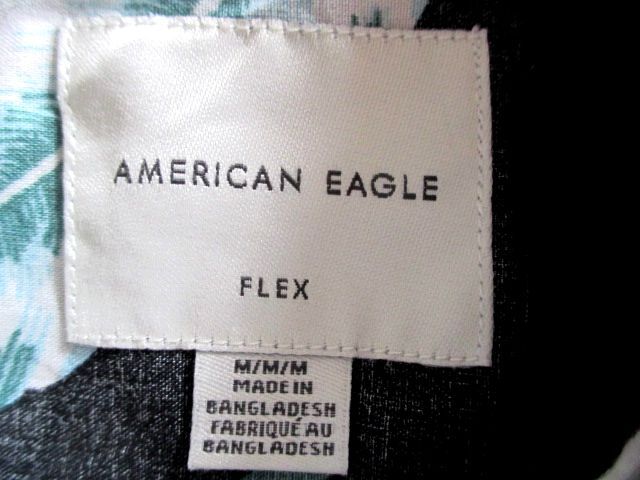 AMERICAN EAGLE
FLEX
M/M/M
MADE IN
BANGLADESH
FABRIQUÉ AU
BANGLADESH